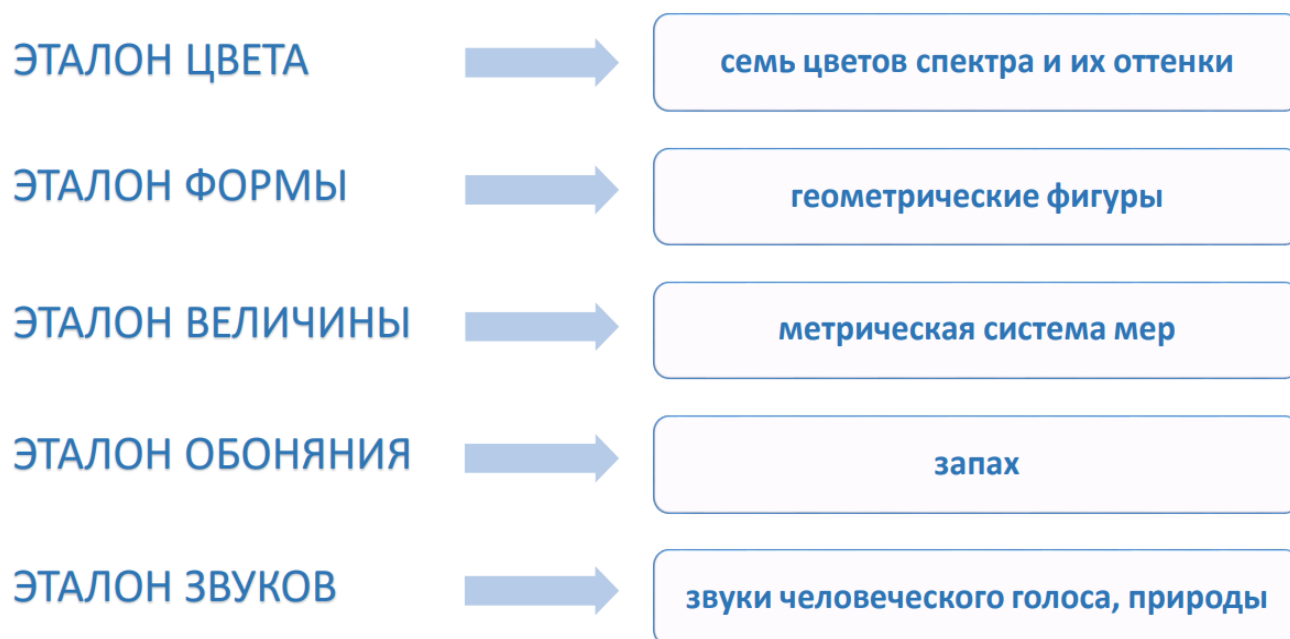 ЭТАЛОН ЦВЕТА
семь цветов спектра и их оттенки
ЭТАЛОН ФОРМЫ
геометрические фигуры
ЭТАЛОН ВЕЛИЧИНЫ
метрическая система мер
ЭТАЛОН ОБОНЯНИЯ
запах
ЭТАЛОН ЗВУКОВ
звуки человеческого голоса, природы